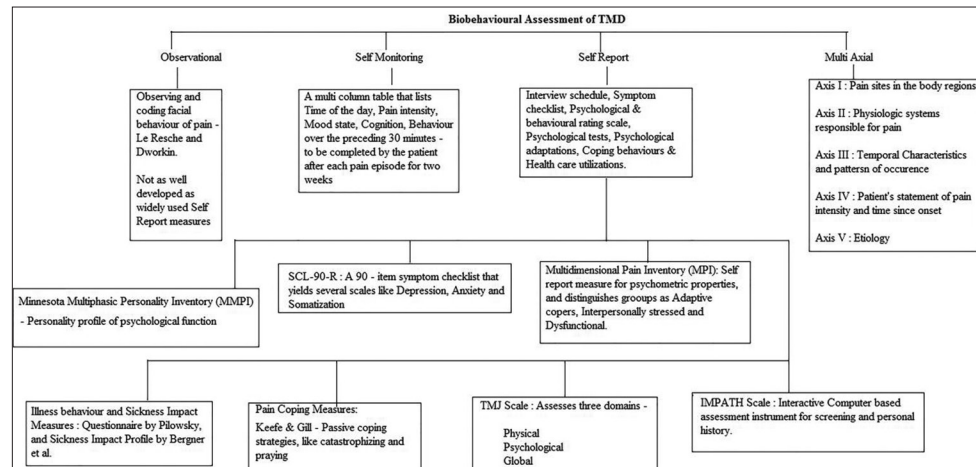 Biobehavioural Assessment of TMD
Observational
Self Monitoring
Self Report
Multi Axial
Observing and
coding facial
behaviour of pain -
Le Resche and
Dworkin.
Not as well
developed as
widely used Self
Report measures
A multi column table that lists
Time of the day, Pain intensity,
Mood state, Cognition, Behaviour
over the preceding 30 minutes -
to be completed by the patient
after each pain episode for two
weeks
Interview schedule, Symptom
checklist, Psychological &
behavioural rating scale,
Psychological tests, Psychological
adaptations, Coping behaviours &
Health care utilizations.
Axis I : Pain sites in the body regions
Axis II : Physiologic systems
responsible for pain
Axis III : Temporal Characteristics
and pattersn of occurence
Axis IV : Patient's statement of pain
intensity and time since onset
Axis V : Etiology
Minnesota Multiphasic Personality Inventory (MMPI)
- Personality profile of psychological function
SCL-90-R : A 90 - item symptom checklist that
yields several scales like Depression, Anxiety and
Somatization
Multidimensional Pain Inventory (MPI): Self
report measure for psychometric properties,
and distinguishes grooups as Adaptive
copers, Interpersonally stressed and
Dysfunctional.
Illness behaviour and Sickness Impact
Measures : Questionnaire by Pilowsky,
and Sickness Impact Profile by Bergner
et al.
Pain Coping Measures:
Keefe & Gill - Passive coping
strategies, like catastrophizing and
praying
TMJ Scale : Assesses three domains -
Physical
Psychological
Global
IMPATH Scale : Interactive Computer based
assessment instrument for screening and personal
history.